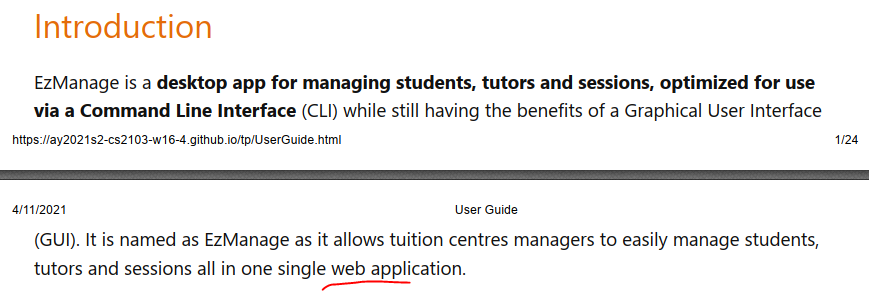 Introduction
EzManage is a desktop app for managing students, tutors and sessions, optimized for use
via a Command Line Interface (CLI) while still having the benefits of a Graphical User Interface
https://ay2021s2-cs2103-w16-4.github.io/tp/UserGuide.html 1/24
4/11/2021 User Guide
(GUI). It is named as EzManage as it allows tuition centres managers to easily manage students,
tutors and sessions all in one single web application.